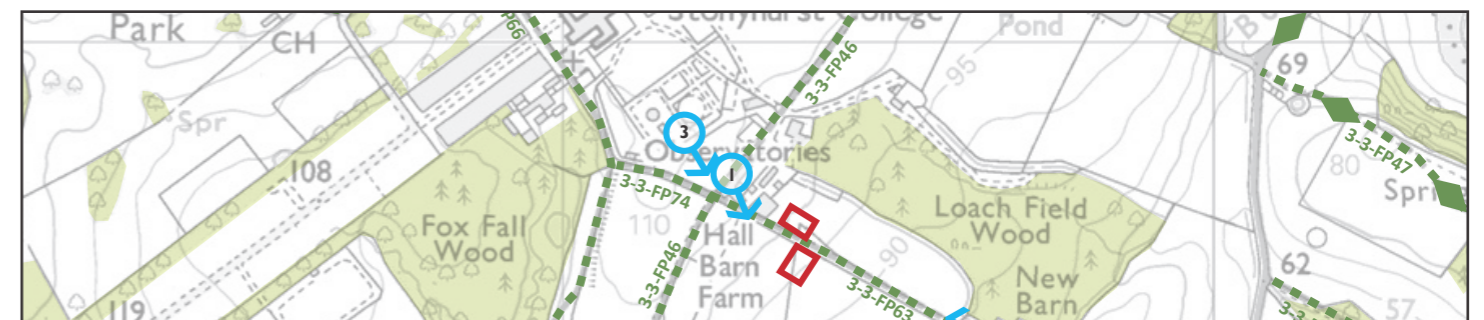 Park
CH
Stonyhurst College
Pond
B
69
3-3-FP46
95
Spr
3
Observatories
1
3-3-FP47
80
Spri
108
3-3-FP74
Fox Fall
Wood
110
Hall
Barn
Farm
3-3-FP46
90
Loach Field
Wood
New
Barn
3-3-FP63
62
3-3-
57
119